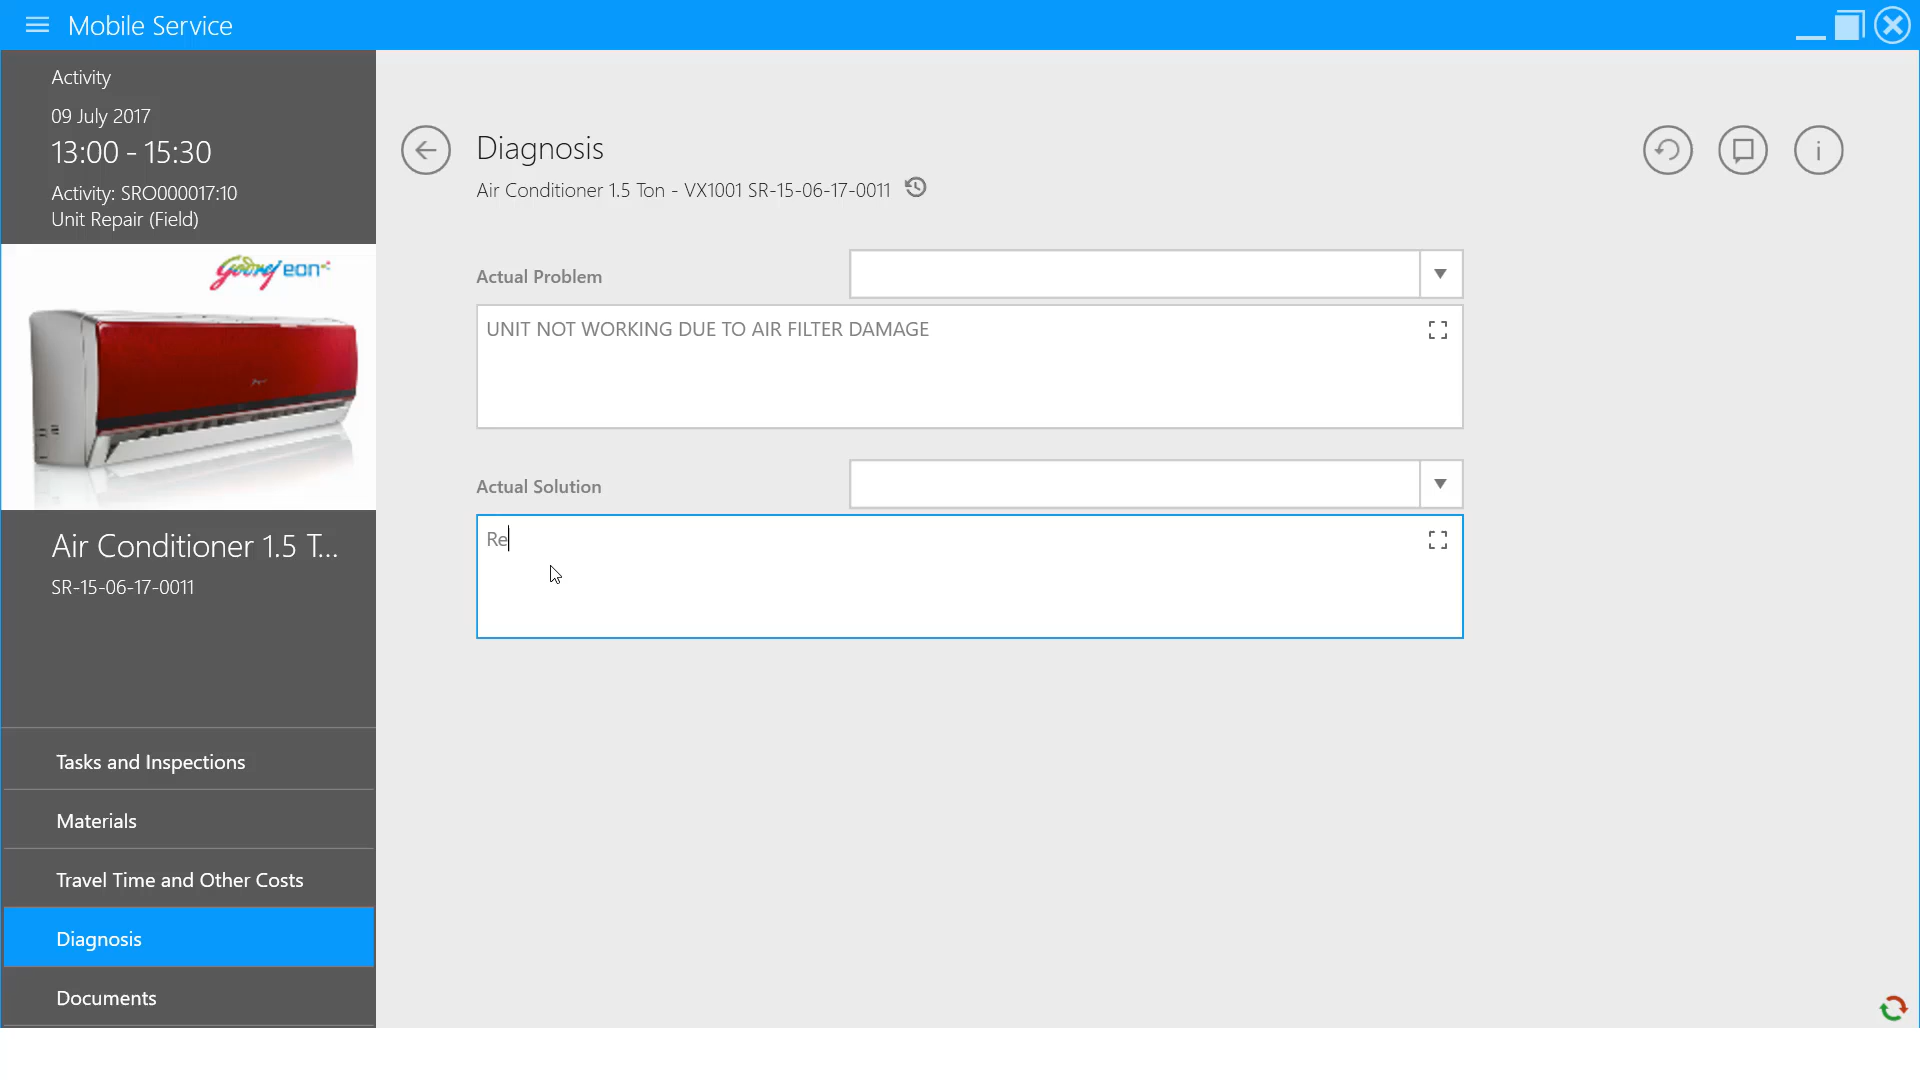 Mobile Service
Activity
09 July 2017
13:00 - 15:30
Activity: SRO000017:10
Unit Repair (Field)
Godrej eon
Air Conditioner 1.5 T...
SR-15-06-17-0011
Tasks and Inspections
Materials
Travel Time and Other Costs
Diagnosis
Documents
Diagnosis
Air Conditioner 1.5 Ton - VX1001 SR-15-06-17-0011
Actual Problem
UNIT NOT WORKING DUE TO AIR FILTER DAMAGE
Actual Solution
Re